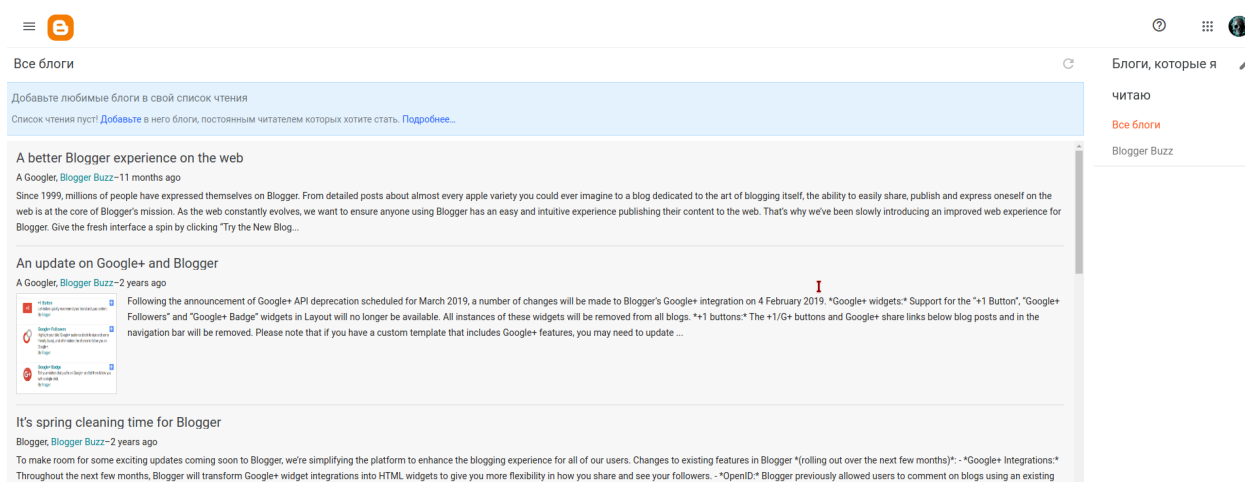 Все блоги
Блоги, которые я
читаю
Добавьте любимые блоги в свой список чтения
Список чтения пуст! Добавьте в него блоги, постоянным читателем которых хотите стать. Подробнее…
Все блоги
Blogger Buzz
A better Blogger experience on the web
A Googler, Blogger Buzz–11 months ago
Since 1999, millions of people have expressed themselves on Blogger. From detailed posts about almost every apple variety you could ever imagine to a blog dedicated to the art of blogging itself, the ability to easily share, publish and express oneself on the
web is at the core of Blogger's mission. As the web constantly evolves, we want to ensure anyone using Blogger has an easy and intuitive experience publishing their content to the web. That's why we've been slowly introducing an improved web experience for
Blogger. Give the fresh interface a spin by clicking "Try the New Blog...
An update on Google+ and Blogger
A Googler, Blogger Buzz–2 years ago
Following the announcement of Google+ API deprecation scheduled for March 2019, a number of changes will be made to Blogger's Google+ integration on 4 February 2019. *Google+ widgets:* Support for the "+1 Button", "Google+
Followers" and "Google+ Badge" widgets in Layout will no longer be available. All instances of these widgets will be removed from all blogs. *+1 buttons:* The +1/G+ buttons and Google+ share links below blog posts and in the
navigation bar will be removed. Please note that if you have a custom template that includes Google+ features, you may need to update ...
+1 Button
Google+ Followers
Google+ Badge
It's spring cleaning time for Blogger
Blogger, Blogger Buzz–2 years ago
To make room for some exciting updates coming soon to Blogger, we're simplifying the platform to enhance the blogging experience for all of our users. Changes to existing features in Blogger *(rolling out over the next few months)*: - *Google+ Integrations:*
Throughout the next few months, Blogger will transform Google+ widget integrations into HTML widgets to give you more flexibility in how you share and see your followers. - *OpenID:* Blogger previously allowed users to comment on blogs using an existing